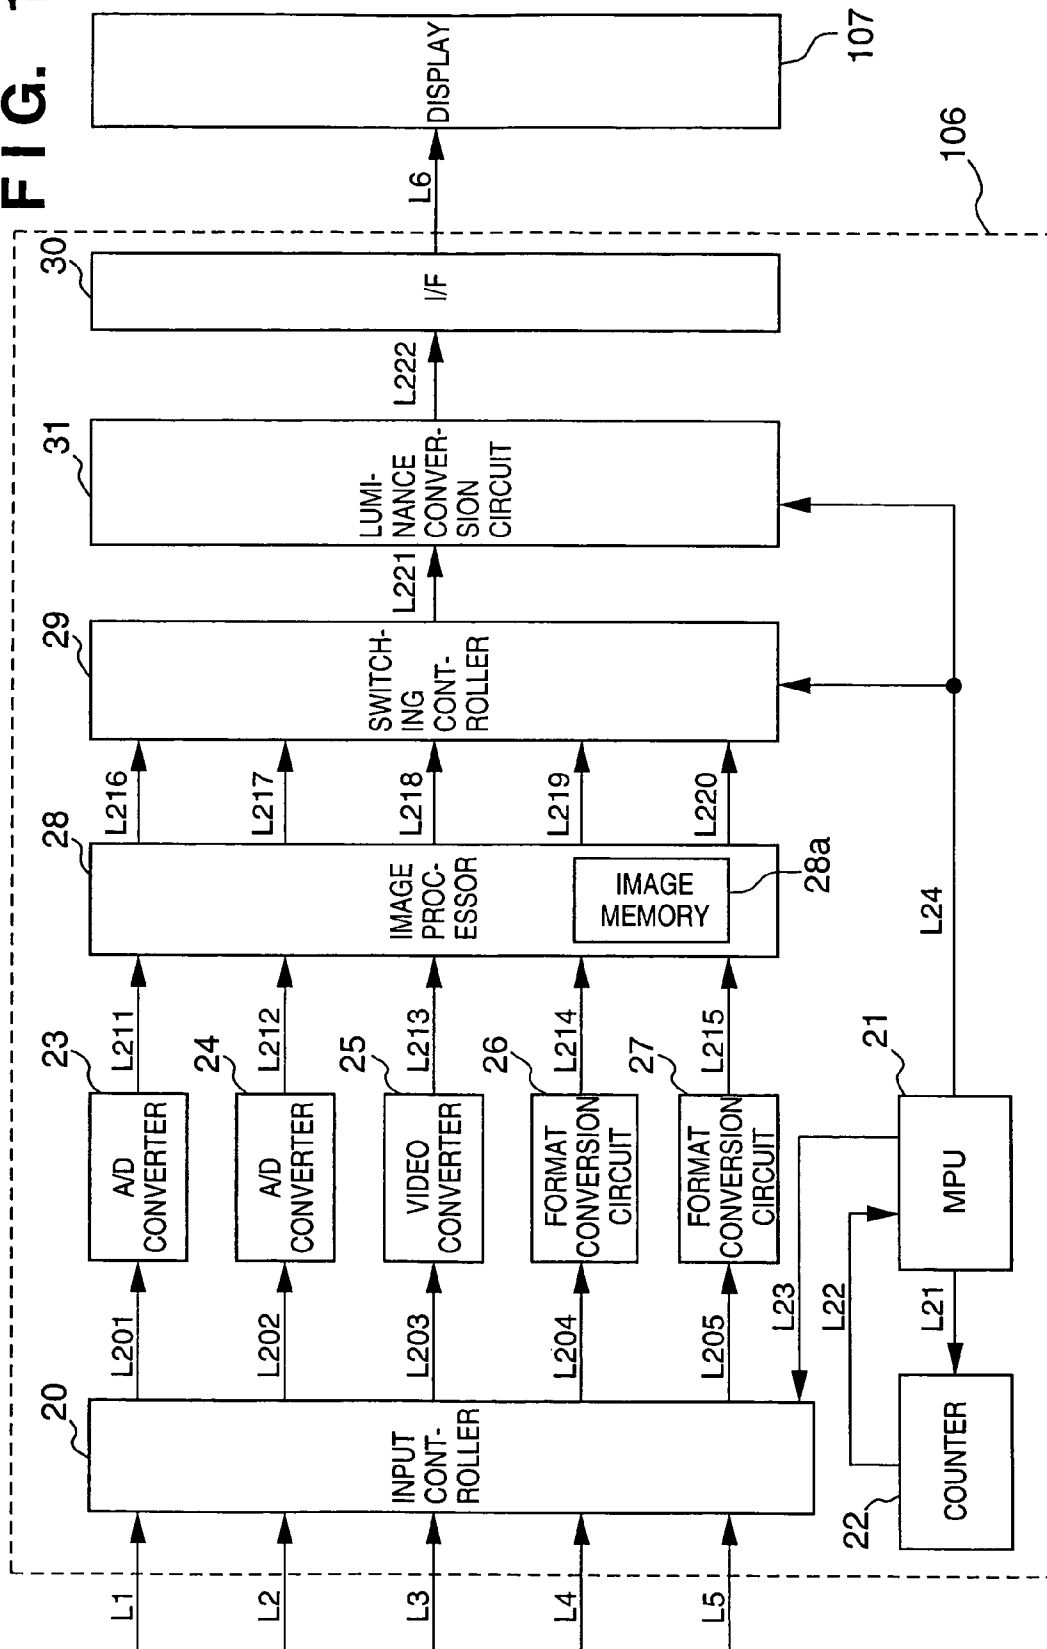 FIG. 1
106
107
L1
L2
L3
L4
L5
20
INPUT
CONT-
ROLLER
L201
L202
L203
L204
L205
23
A/D
CONVERTER
24
A/D
CONVERTER
25
VIDEO
CONVERTER
26
FORMAT
CONVERSION
CIRCUIT
27
FORMAT
CONVERSION
CIRCUIT
L211
L212
L213
L214
L215
28
IMAGE
PROC-
ESSOR
IMAGE
MEMORY
28a
L216
L217
L218
L219
L220
29
SWITCH-
ING
CONT-
ROLLER
L221
31
LUMI-
NANCE
CONVER-
SION
CIRCUIT
L222
30
I/F
L6
DISPLAY
L23
L22
L21
L24
22
COUNTER
21
MPU